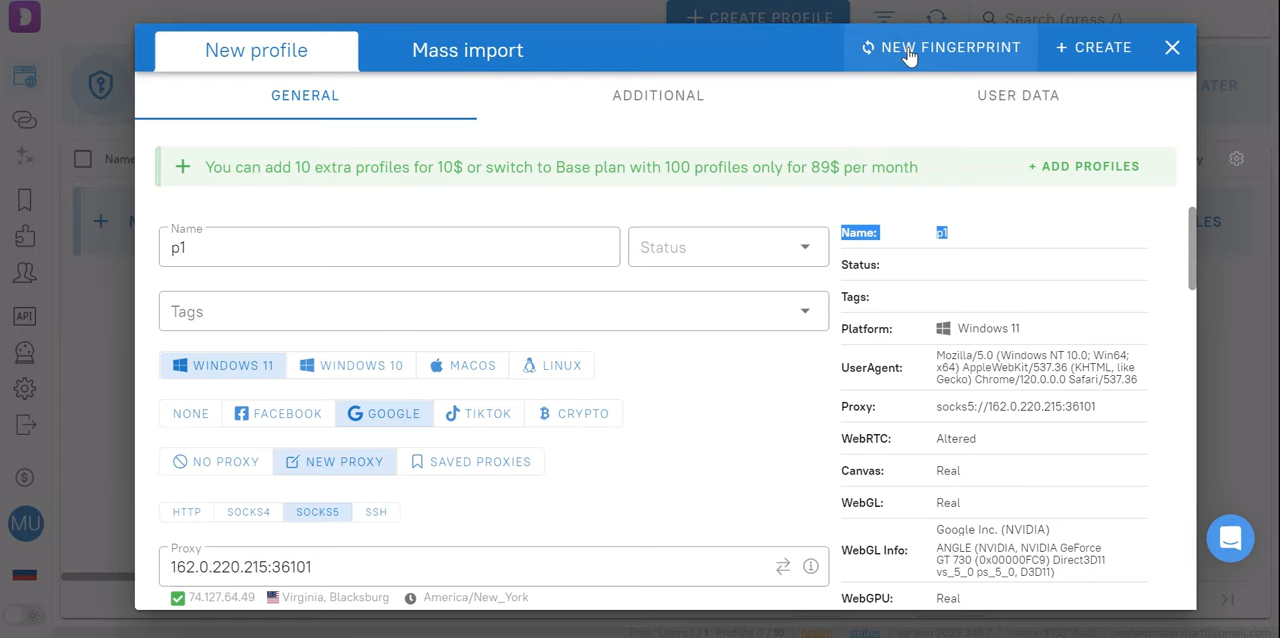 CREATE PROFILE
Search (press /)
New profile
Mass import
NEW FINGERPRINT
+ CREATE
GENERAL
ADDITIONAL
USER DATA
+ You can add 10 extra profiles for 10$ or switch to Base plan with 100 profiles only for 89$ per month
+ ADD PROFILES
Name
p1
Status
Tags
WINDOWS 11
WINDOWS 10
MACOS
LINUX
NONE
FACEBOOK
GOOGLE
TIKTOK
CRYPTO
NO PROXY
NEW PROXY
SAVED PROXIES
HTTP
SOCKS4
SOCKS5
SSH
Proxy
162.0.220.215:36101
74.127.64.49
Virginia, Blacksburg
America/New_York
Name: p1
Status:
Tags:
Platform: Windows 11
UserAgent: Mozilla/5.0 (Windows NT 10.0; Win64;
x64) AppleWebKit/537.36 (KHTML, like
Gecko) Chrome/120.0.0.0 Safari/537.36
Proxy: socks5://162.0.220.215:36101
WebRTC: Altered
Canvas: Real
WebGL: Real
WebGL Info: Google Inc. (NVIDIA)
ANGLE (NVIDIA, NVIDIA GeForce
GT 730 (0x00000FC9) Direct3D11
vs_5_0 ps_5_0, D3D11)
WebGPU: Real
Name
API
MU